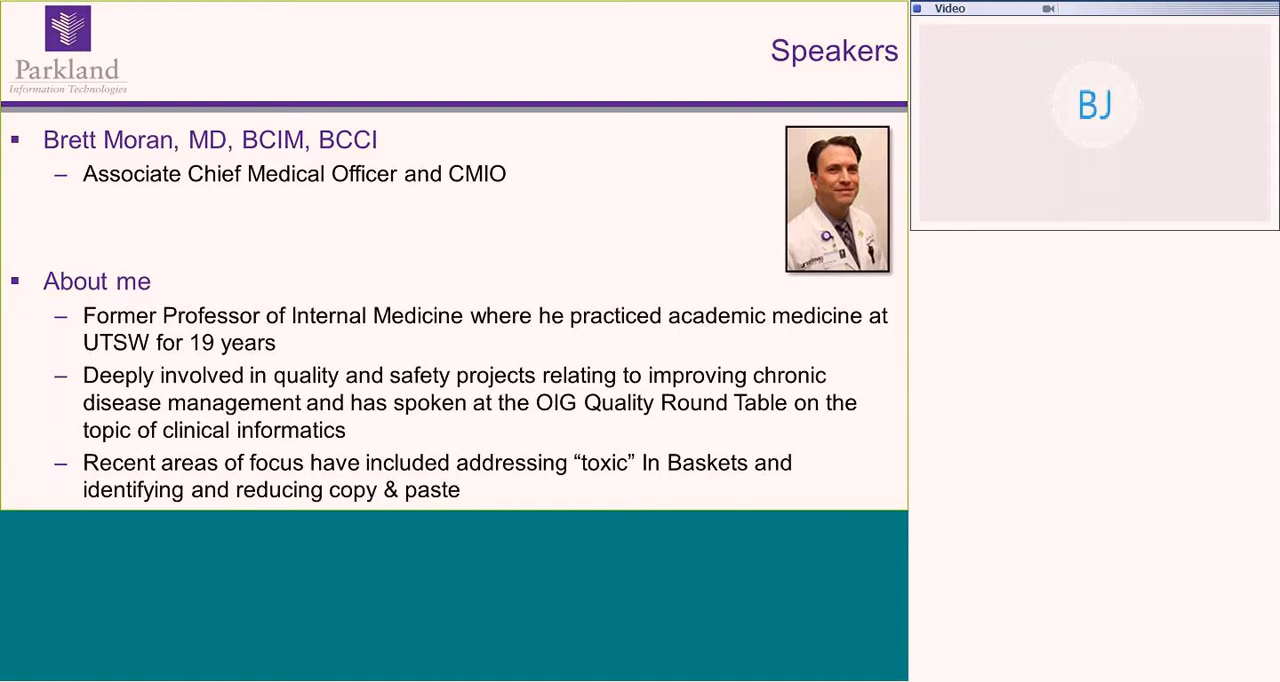 Parkland
Information Technologies
Speakers
▪ Brett Moran, MD, BCIM, BCCI
– Associate Chief Medical Officer and CMIO
▪ About me
– Former Professor of Internal Medicine where he practiced academic medicine at
UTSW for 19 years
– Deeply involved in quality and safety projects relating to improving chronic
disease management and has spoken at the OIG Quality Round Table on the
topic of clinical informatics
– Recent areas of focus have included addressing “toxic” In Baskets and
identifying and reducing copy & paste
Video
BJ